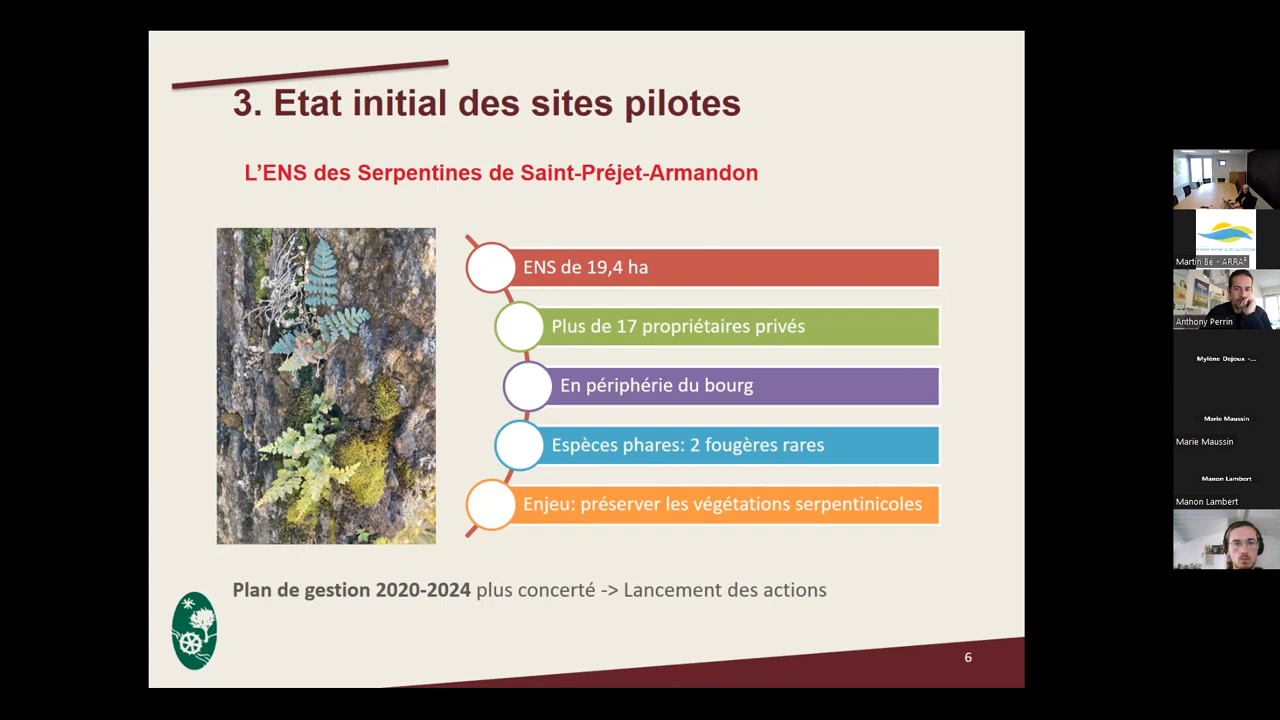 3. Etat initial des sites pilotes
L'ENS des Serpentines de Saint-Préjet-Armandon
ENS de 19,4 ha
Plus de 17 propriétaires privés
En périphérie du bourg
Espèces phares: 2 fougères rares
Enjeu: préserver les végétations serpentinicoles
Plan de gestion 2020-2024 plus concerté -> Lancement des actions
6
Martin Bé - ARRA²
Anthony Perrin
Mylène Dejoux -...
Marie Maussin
Marie Maussin
Manon Lambert
Manon Lambert